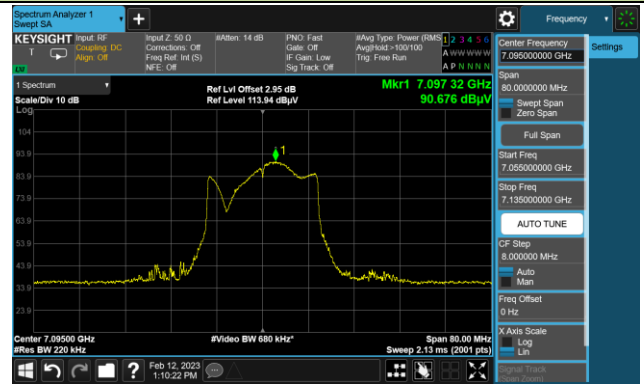 Spectrum Analyzer 1
Swept SA
+
Frequency
KEYSIGHT
T
Input: RF
Coupling: DC
Align: Off
Input Z: 50 Ω
Corrections: Off
Freq Ref: Int (S)
NFE: Off
#Atten: 14 dB
PNO: Fast
Gate: Off
IF Gain: Low
Sig Track: Off
#Avg Type: Power (RMS
Avg|Hold:>100/100
Trig: Free Run
1 2 3 4 5 6
A W W W W W
A P N N N N
1 Spectrum
Scale/Div 10 dB
Log
Ref Lvl Offset 2.95 dB
Ref Level 113.94 dBµV
Mkr1 7.097 32 GHz
90.676 dBµV
104
93.9
83.9
73.9
63.9
53.9
43.9
33.9
23.9
1
Center 7.09500 GHz
#Res BW 220 kHz
#Video BW 680 kHz*
Span 80.00 MHz
Sweep 2.13 ms (2001 pts)
Feb 12, 2023
1:10:22 PM
?
Center Frequency
7.095000000 GHz
Settings
Span
80.0000000 MHz
Swept Span
Zero Span
Full Span
Start Freq
7.055000000 GHz
Stop Freq
7.135000000 GHz
AUTO TUNE
CF Step
8.000000 MHz
Auto
Man
Freq Offset
0 Hz
X Axis Scale
Log
Lin
Signal Track
(Span Zoom)